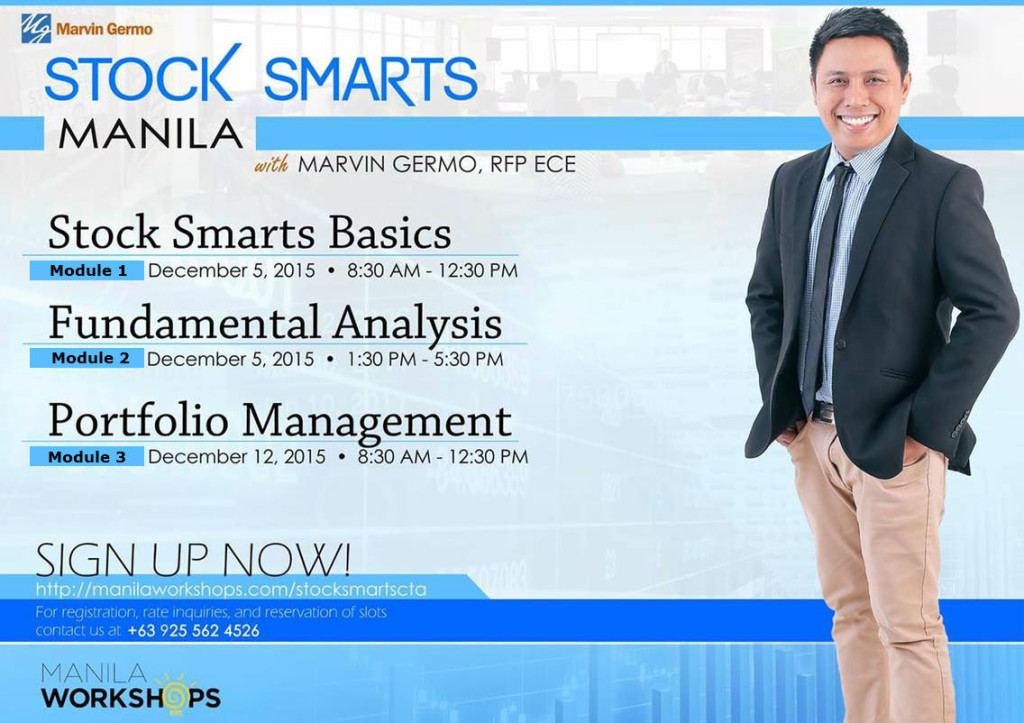 Marvin Germo
STOCK SMARTS
MANILA
with MARVIN GERMO, RFP ECE
Stock Smarts Basics
Module 1 December 5, 2015 • 8:30 AM - 12:30 PM
Fundamental Analysis
Module 2 December 5, 2015 • 1:30 PM - 5:30 PM
Portfolio Management
Module 3 December 12, 2015 • 8:30 AM - 12:30 PM
SIGN UP NOW!
http://manilaworkshops.com/stocksmartscta
For registration, rate inquiries, and reservation of slots
contact us at +63 925 562 4526
MANILA
WORKSHOPS